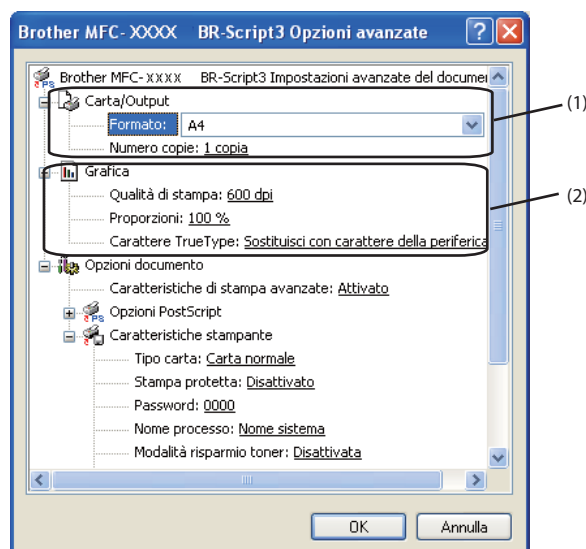 Brother MFC- XXXX BR-Script3 Opzioni avanzate
Brother MFC- XXXX BR-Script3 Impostazioni avanzate del documer
Carta/Output
(1)
Formato: A4
Numero copie: 1 copia
Grafica
(2)
Qualità di stampa: 600 dpi
Proporzioni: 100 %
Carattere TrueType: Sostituisci con carattere della periferica
Opzioni documento
Caratteristiche di stampa avanzate: Attivato
Opzioni PostScript
Caratteristiche stampante
Tipo carta: Carta normale
Stampa protetta: Disattivato
Password: 0000
Nome processo: Nome sistema
Modalità risparmio toner: Disattivata
OK Annulla